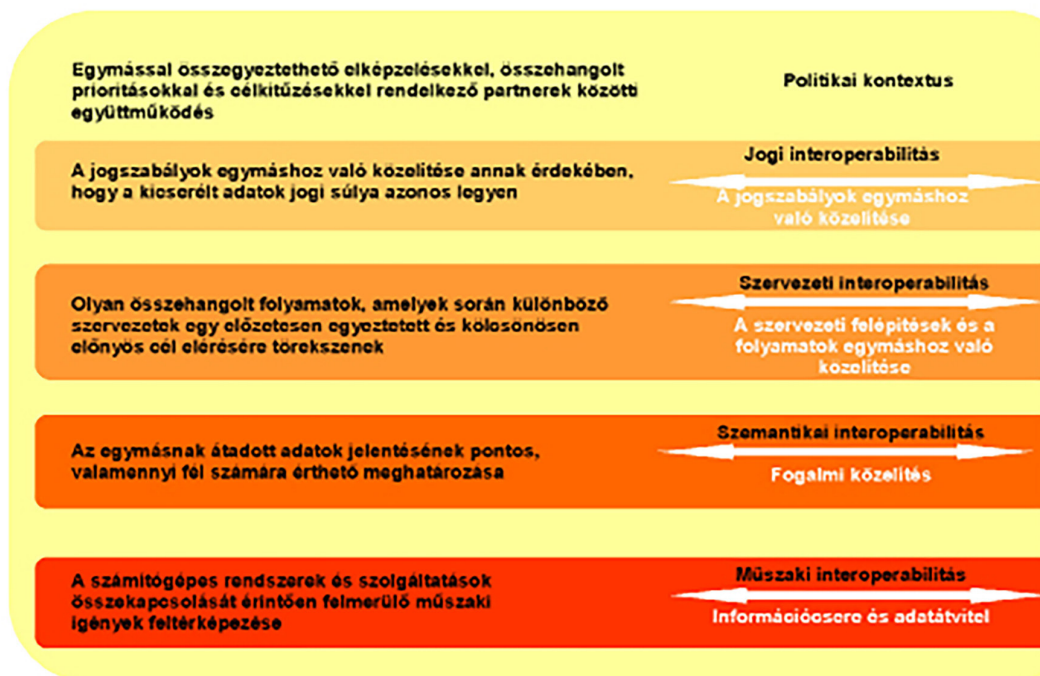 Egymással összegyeztethető elképzelésekkel, összehangolt
prioritásokkal és célkitűzésekkel rendelkező partnerek közötti
együttműködés
Politikai kontextus
A jogszabályok egymáshoz való közelítése annak érdekében,
hogy a kicserélt adatok jogi súlya azonos legyen
Jogi interoperabilitás
A jogszabályok egymáshoz
való közelítése
Olyan összehangolt folyamatok, amelyek során különböző
szervezetek egy előzetesen egyeztetett és kölcsönösen
előnyös cél elérésére törekszenek
Szervezeti interoperabilitás
A szervezeti felépítések és a
folyamatok egymáshoz való
közelítése
Az egymásnak átadott adatok jelentésének pontos,
valamennyi fél számára érthető meghatározása
Szemantikai interoperabilitás
Fogalmi közelítés
A számítógépes rendszerek és szolgáltatások
összekapcsolását érintően felmerülő műszaki
igények feltérképezése
Műszaki interoperabilitás
Információcsere és adatátvitel